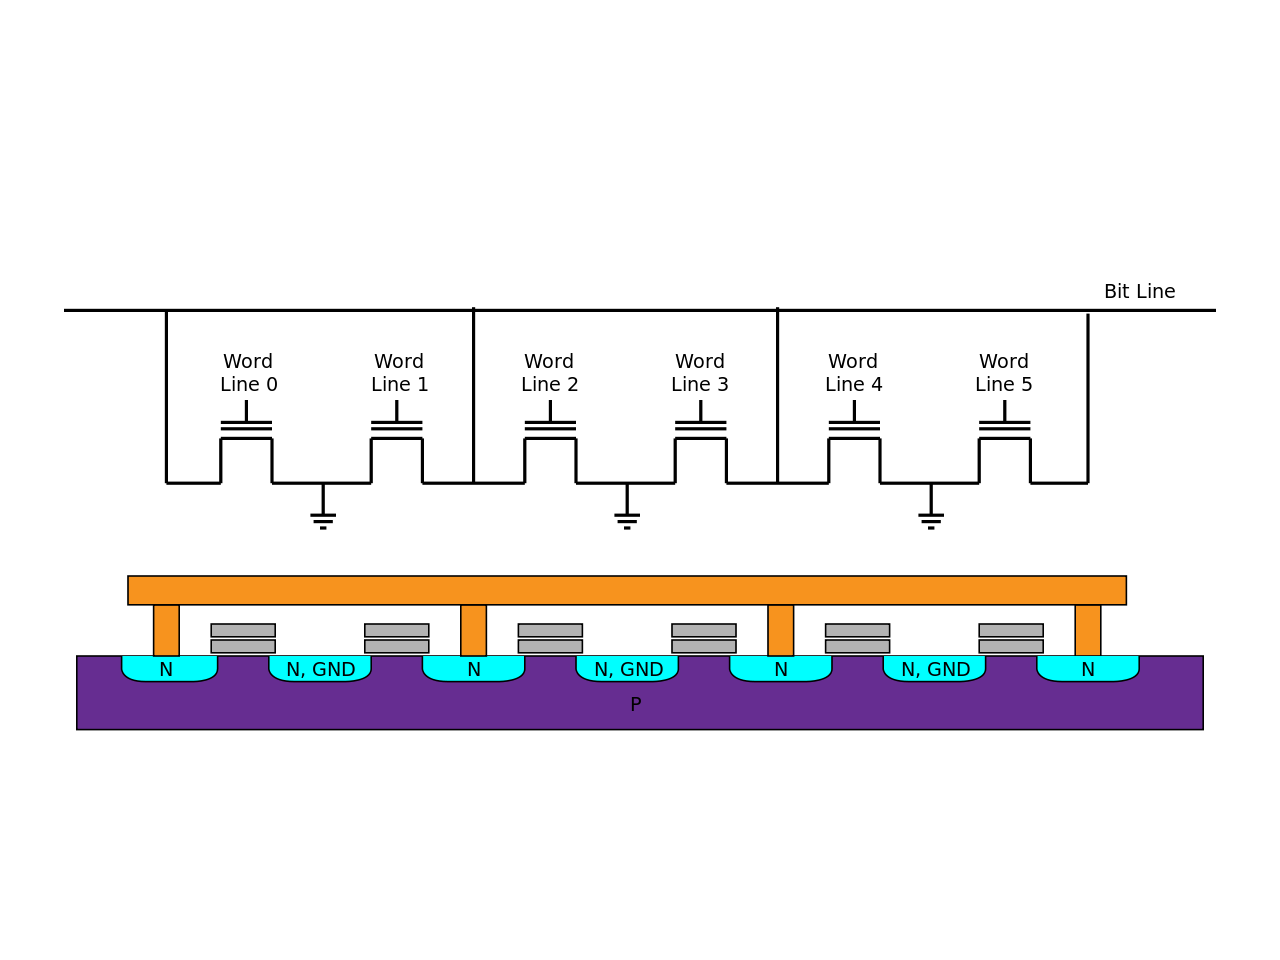 Bit Line
Word
Line 0
Word
Line 1
Word
Line 2
Word
Line 3
Word
Line 4
Word
Line 5
N
N, GND
N
N, GND
N
N, GND
N
P